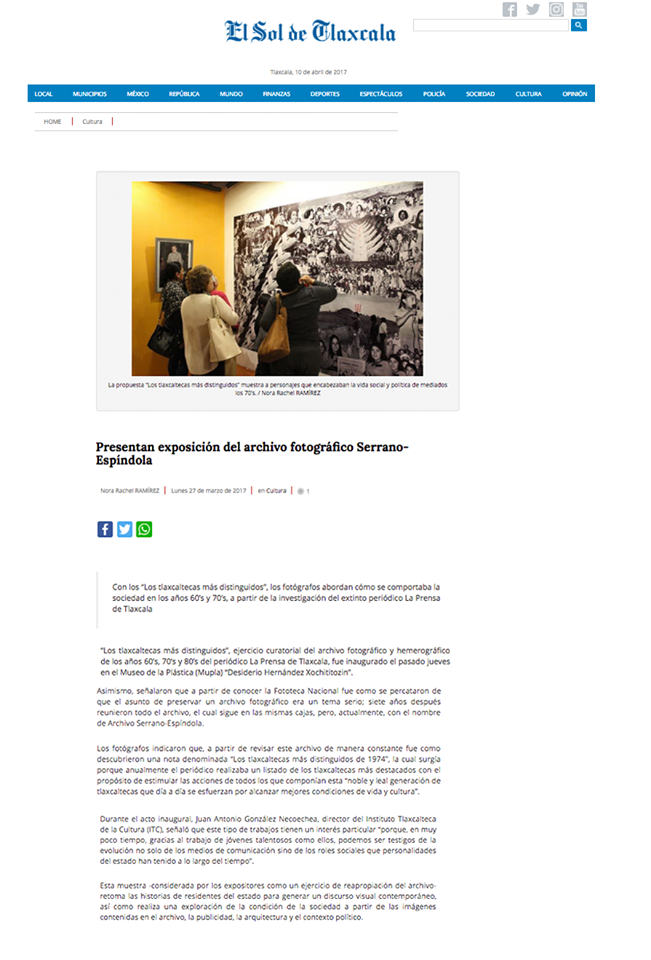 El Sol de Tlaxcala
Tlaxcala, 10 de abril de 2017
LOCAL MUNICIPIOS MÉXICO REPÚBLICA MUNDO FINANZAS DEPORTES ESPECTÁCULOS POLICÍA SOCIEDAD CULTURA OPINIÓN
HOME | Cultura |
La propuesta “Los tlaxcaltecas más distinguidos” muestra a personajes que encabezaban la vida social y política de mediados
los 70's. / Nora Rachel RAMÍREZ
Presentan exposición del archivo fotográfico Serrano-
Espíndola
Nora Rachel RAMÍREZ | Lunes 27 de marzo de 2017 | en Cultura | 1
Con los “Los tlaxcaltecas más distinguidos”, los fotógrafos abordan cómo se comportaba la
sociedad en los años 60's y 70's, a partir de la investigación del extinto periódico La Prensa
de Tlaxcala
“Los tlaxcaltecas más distinguidos”, ejercicio curatorial del archivo fotográfico y hemerográfico
de los años 60's, 70's y 80's del periódico La Prensa de Tlaxcala, fue inaugurado el pasado jueves
en el Museo de la Plástica (Mupla) “Desiderio Hernández Xochititozin”.
Asimismo, señalaron que a partir de conocer la Fototeca Nacional fue como se percataron de
que el asunto de preservar un archivo fotográfico era un tema serio; siete años después
reunieron todo el archivo, el cual sigue en las mismas cajas, pero, actualmente, con el nombre
de Archivo Serrano-Espíndola.
Los fotógrafos indicaron que, a partir de revisar este archivo de manera constante fue como
descubrieron una nota denominada “Los tlaxcaltecas más distinguidos de 1974”, la cual surgía
porque anualmente el periódico realizaba un listado de los tlaxcaltecas más destacados con el
propósito de estimular las acciones de todos los que componían esta “noble y leal generación de
tlaxcaltecas que día a día se esfuerzan por alcanzar mejores condiciones de vida y cultura”.
Durante el acto inaugural, Juan Antonio González Necoechea, director del Instituto Tlaxcalteca
de la Cultura (ITC), señaló que este tipo de trabajos tienen un interés particular “porque, en muy
poco tiempo, gracias al trabajo de jóvenes talentosos como ellos, podemos ser testigos de la
evolución no solo de los medios de comunicación sino de los roles sociales que personalidades
del estado han tenido a lo largo del tiempo”.
Esta muestra -considerada por los expositores como un ejercicio de reapropiación del archivo-
retoma las historias de residentes del estado para generar un discurso visual contemporáneo,
así como realiza una exploración de la condición de la sociedad a partir de las imágenes
contenidas en el archivo, la publicidad, la arquitectura y el contexto político.